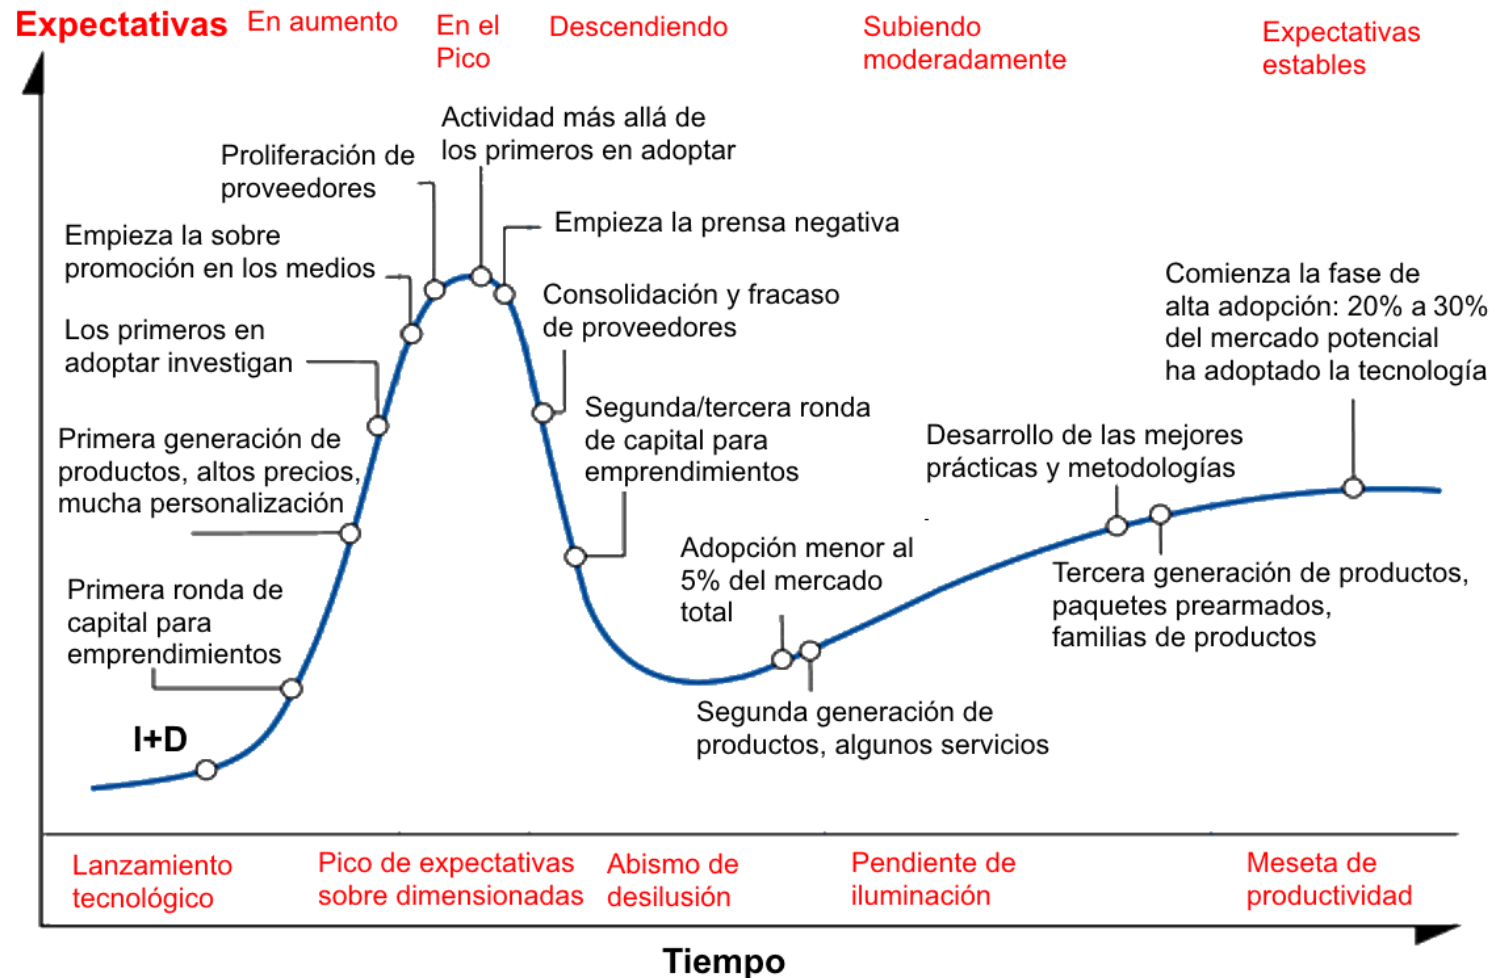 Expectativas
En aumento
En el
Pico
Descendiendo
Subiendo
moderadamente
Expectativas
estables
Actividad más allá de
los primeros en adoptar
Proliferación de
proveedores
Empieza la prensa negativa
Empieza la sobre
promoción en los medios
Consolidación y fracaso
de proveedores
Comienza la fase de
alta adopción: 20% a 30%
del mercado potencial
ha adoptado la tecnología
Los primeros en
adoptar investigan
Segunda/tercera ronda
de capital para
emprendimientos
Primera generación de
productos, altos precios,
mucha personalización
Desarrollo de las mejores
prácticas y metodologías
Adopción menor al
5% del mercado
total
Tercera generación de productos,
paquetes prearmados,
familias de productos
Primera ronda de
capital para
emprendimientos
Segunda generación de
productos, algunos servicios
I+D
Lanzamiento
tecnológico
Pico de expectativas
sobre dimensionadas
Abismo de
desilusión
Pendiente de
iluminación
Meseta de
productividad
Tiempo